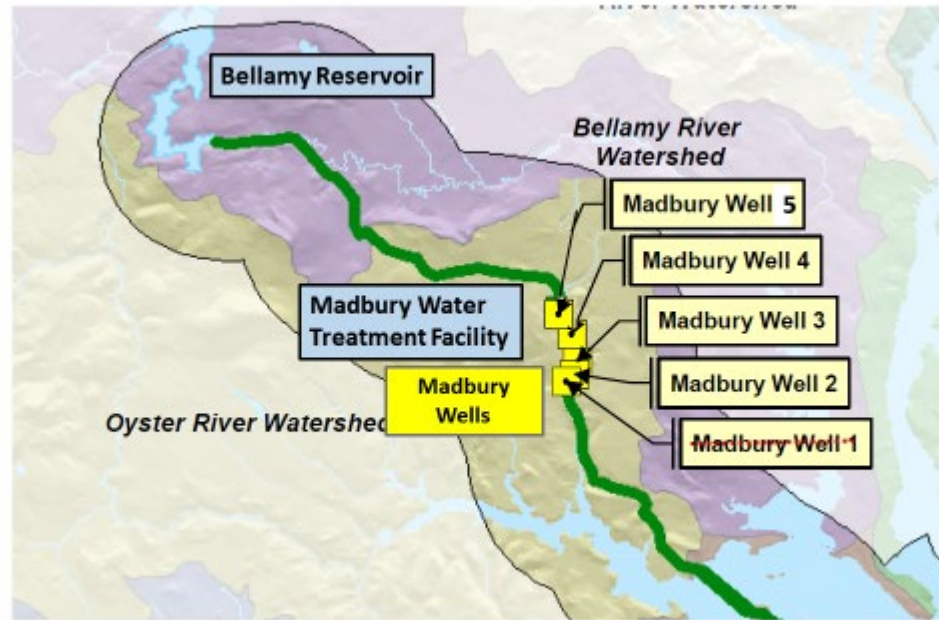 Bellamy Reservoir
Bellamy River
Watershed
Madbury Well 5
Madbury Well 4
Madbury Water
Treatment Facility
Madbury Well 3
Madbury Wells
Madbury Well 2
Oyster River Watershed
Madbury Well 1